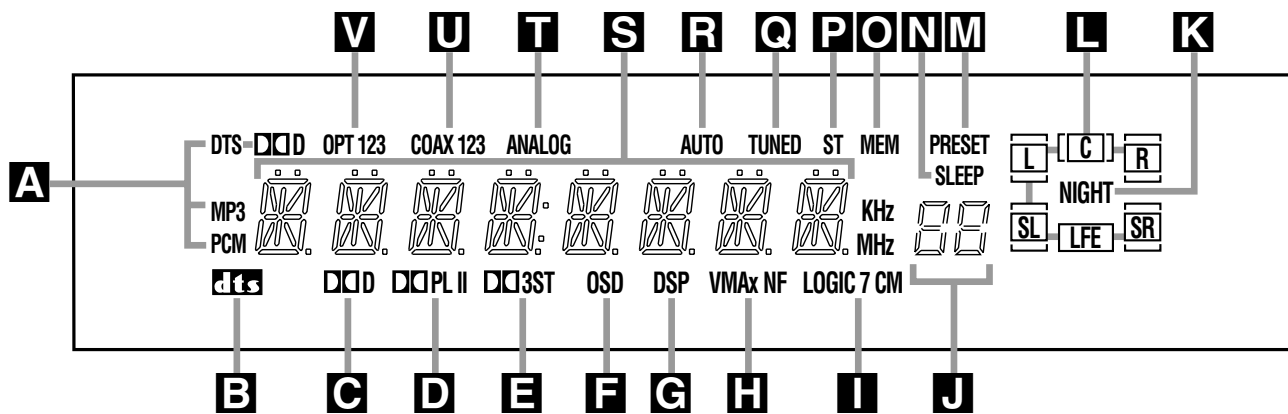 V U T S R Q P O N M L K
DTS DD D OPT 123 COAX 123 ANALOG AUTO TUNED ST MEM PRESET L C R
SLEEP
A
NIGHT
MP3 KHz
PCM MHz SL LFE SR
dts DD D DD PL II DD 3ST OSD DSP VMAx NF LOGIC 7 CM
B C D E F G H I J